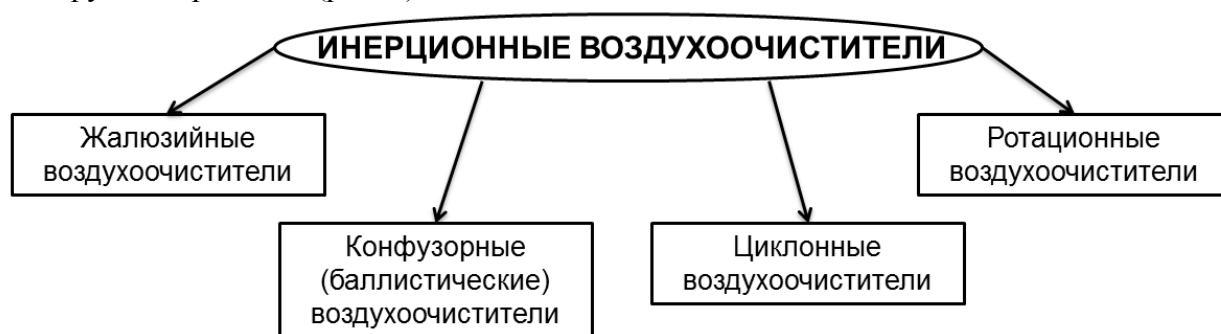 ИНЕРЦИОННЫЕ ВОЗДУХООЧИСТИТЕЛИ
Жалюзийные
воздухоочистители
Ротационные
воздухоочистители
Конфузорные
(баллистические)
воздухоочистители
Циклонные
воздухоочистители